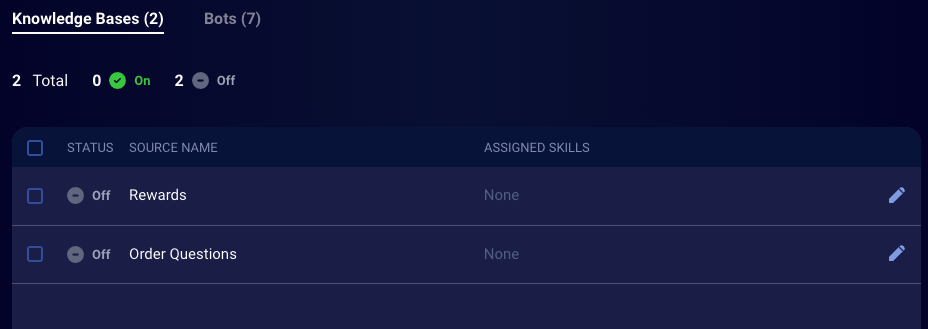 Knowledge Bases (2) Bots (7)
2 Total 0 On 2 Off
STATUS SOURCE NAME ASSIGNED SKILLS
Off Rewards None
Off Order Questions None